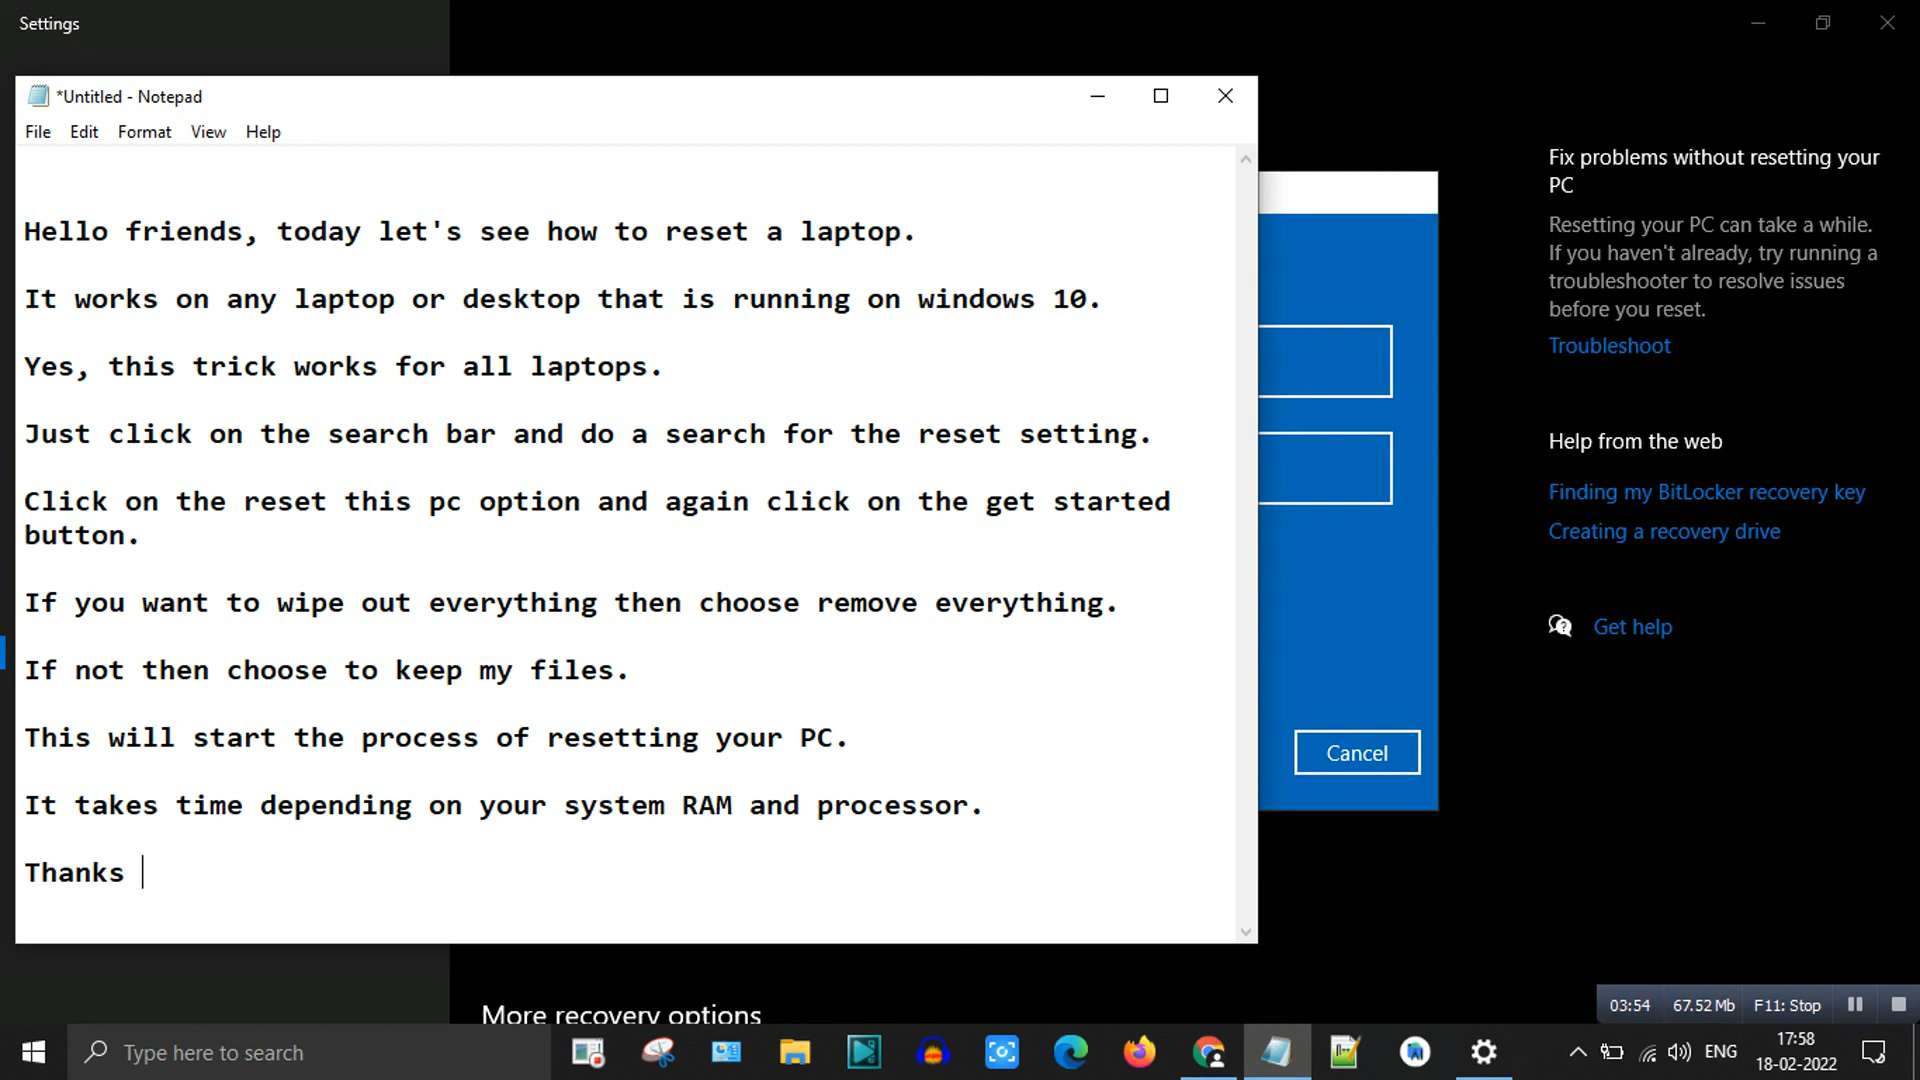 Settings
*Untitled - Notepad
File Edit Format View Help
Hello friends, today let's see how to reset a laptop.
It works on any laptop or desktop that is running on windows 10.
Yes, this trick works for all laptops.
Just click on the search bar and do a search for the reset setting.
Click on the reset this pc option and again click on the get started
button.
If you want to wipe out everything then choose remove everything.
If not then choose to keep my files.
This will start the process of resetting your PC.
It takes time depending on your system RAM and processor.
Thanks
Cancel
Fix problems without resetting your
PC
Resetting your PC can take a while.
If you haven't already, try running a
troubleshooter to resolve issues
before you reset.
Troubleshoot
Help from the web
Finding my BitLocker recovery key
Creating a recovery drive
Get help
More recovery options
03:54 67.52 Mb F11: Stop
Type here to search
ENG
17:58
18-02-2022